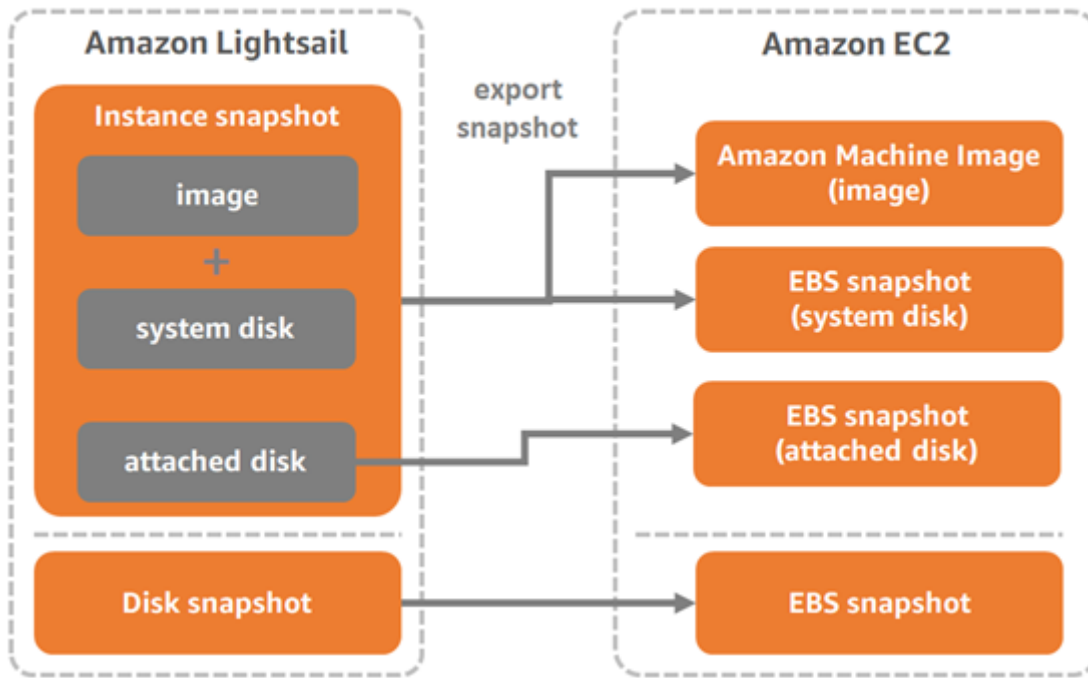 Amazon Lightsail
Instance snapshot
image
+
system disk
attached disk
Disk snapshot
export
snapshot
Amazon EC2
Amazon Machine Image
(image)
EBS snapshot
(system disk)
EBS snapshot
(attached disk)
EBS snapshot